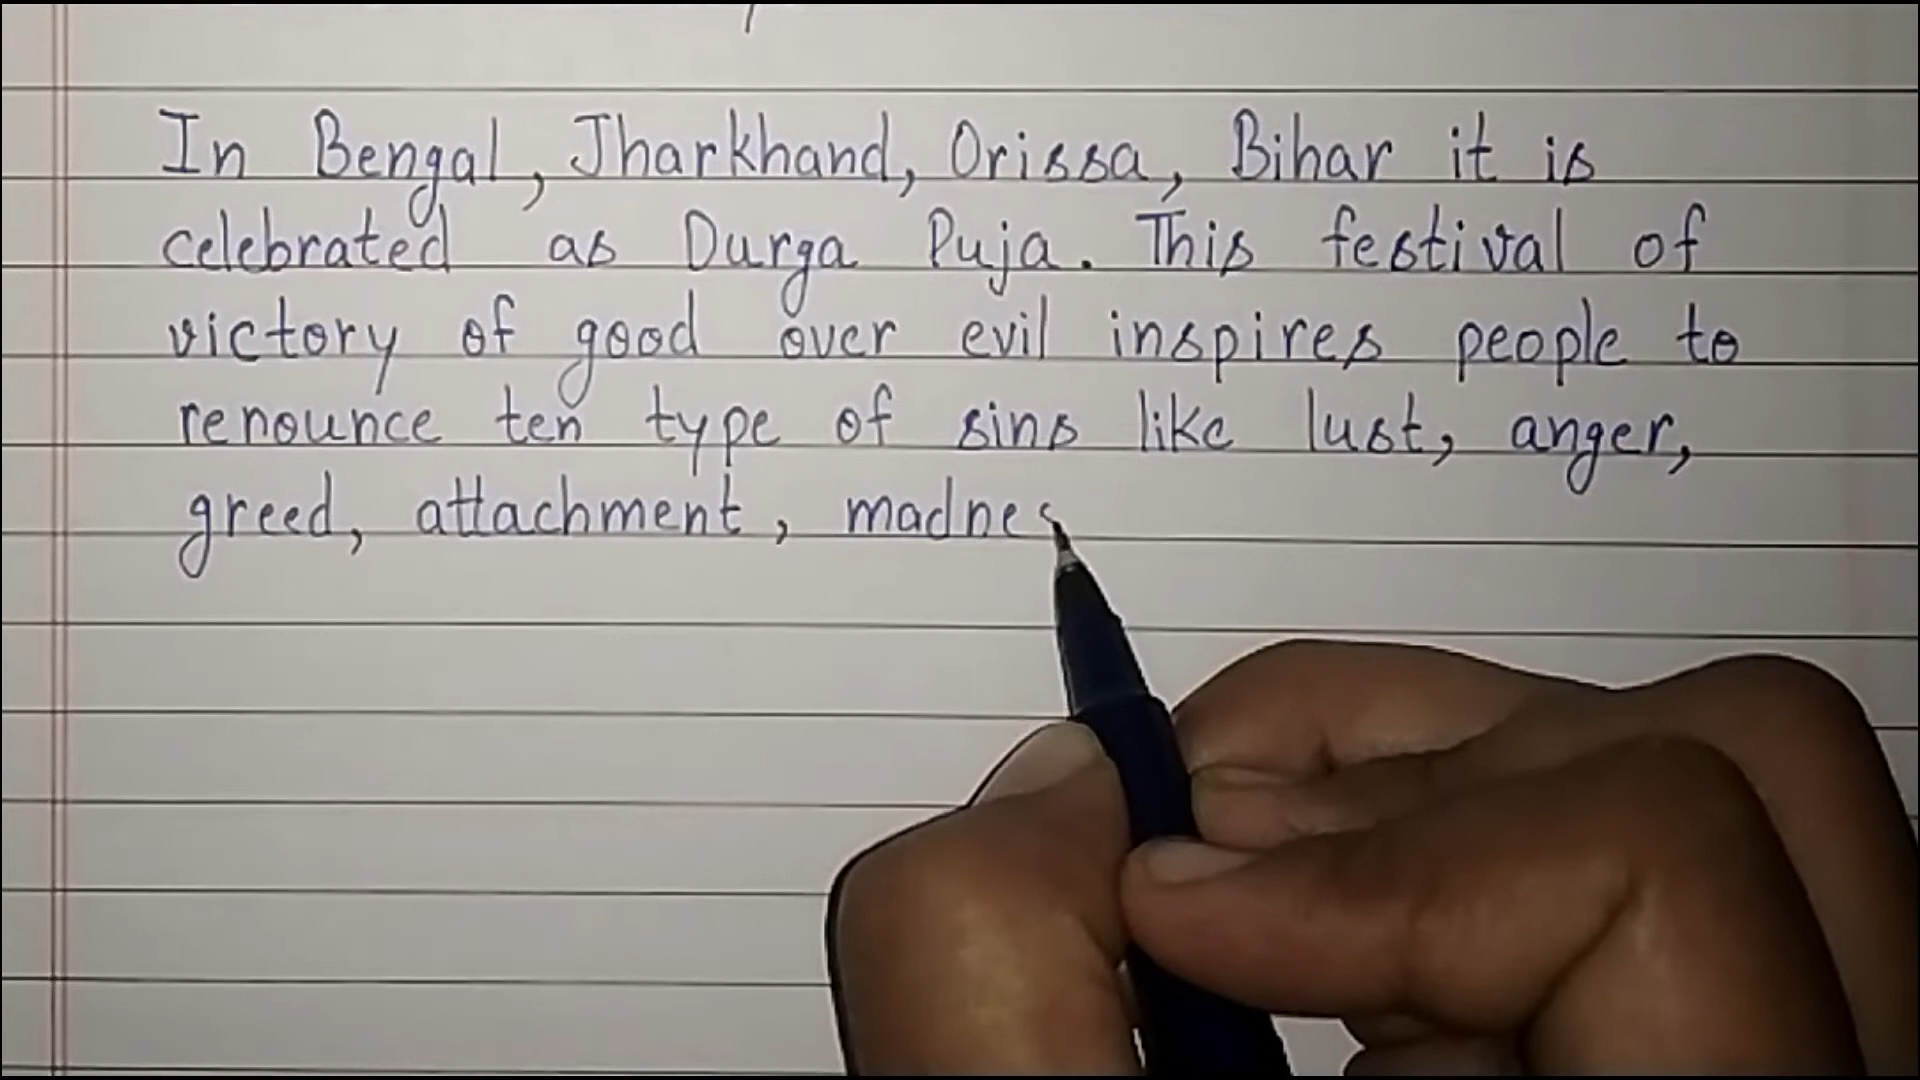 In Bengal, Jharkhand, Orissa, Bihar it is
celebrated as Durga Puja. This festival of
victory of good over evil inspires people to
renounce ten type of sins like lust, anger,
greed, attachment, madnes